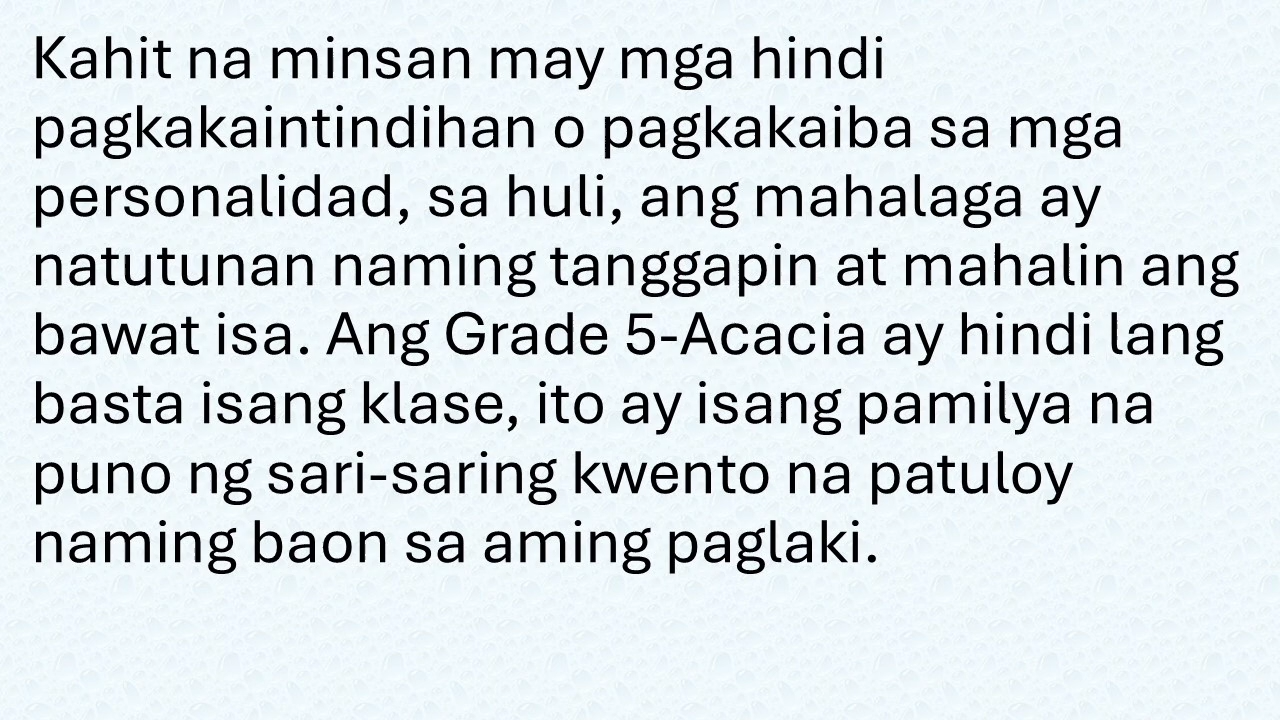 Kahit na minsan may mga hindi
pagkakaintindihan o pagkakaiba sa mga
personalidad, sa huli, ang mahalaga ay
natutunan naming tanggapin at mahalin ang
bawat isa. Ang Grade 5-Acacia ay hindi lang
basta isang klase, ito ay isang pamilya na
puno ng sari-saring kwento na patuloy
naming baon sa aming paglaki.